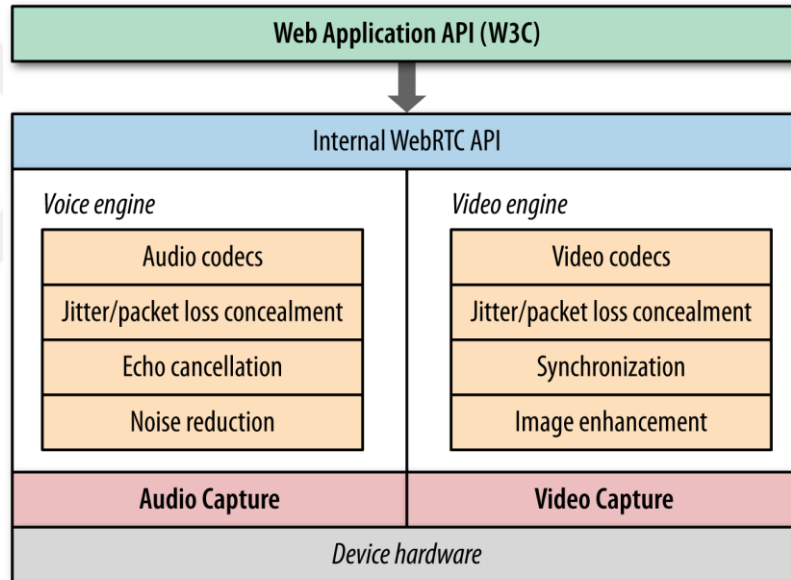 Web Application API (W3C)
Internal WebRTC API
Voice engine
Audio codecs
Jitter/packet loss concealment
Echo cancellation
Noise reduction
Video engine
Video codecs
Jitter/packet loss concealment
Synchronization
Image enhancement
Audio Capture
Video Capture
Device hardware